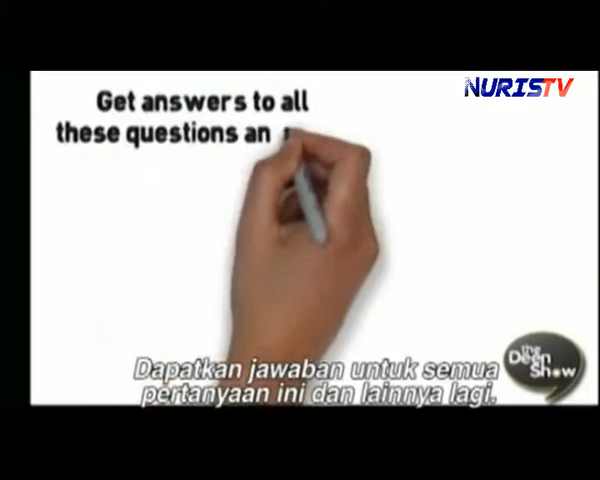 NURISTV
Get answers to all
these questions an
Dapatkan jawaban untuk semua
pertanyaan ini dan lainnya lagi.
the
Deen
Show